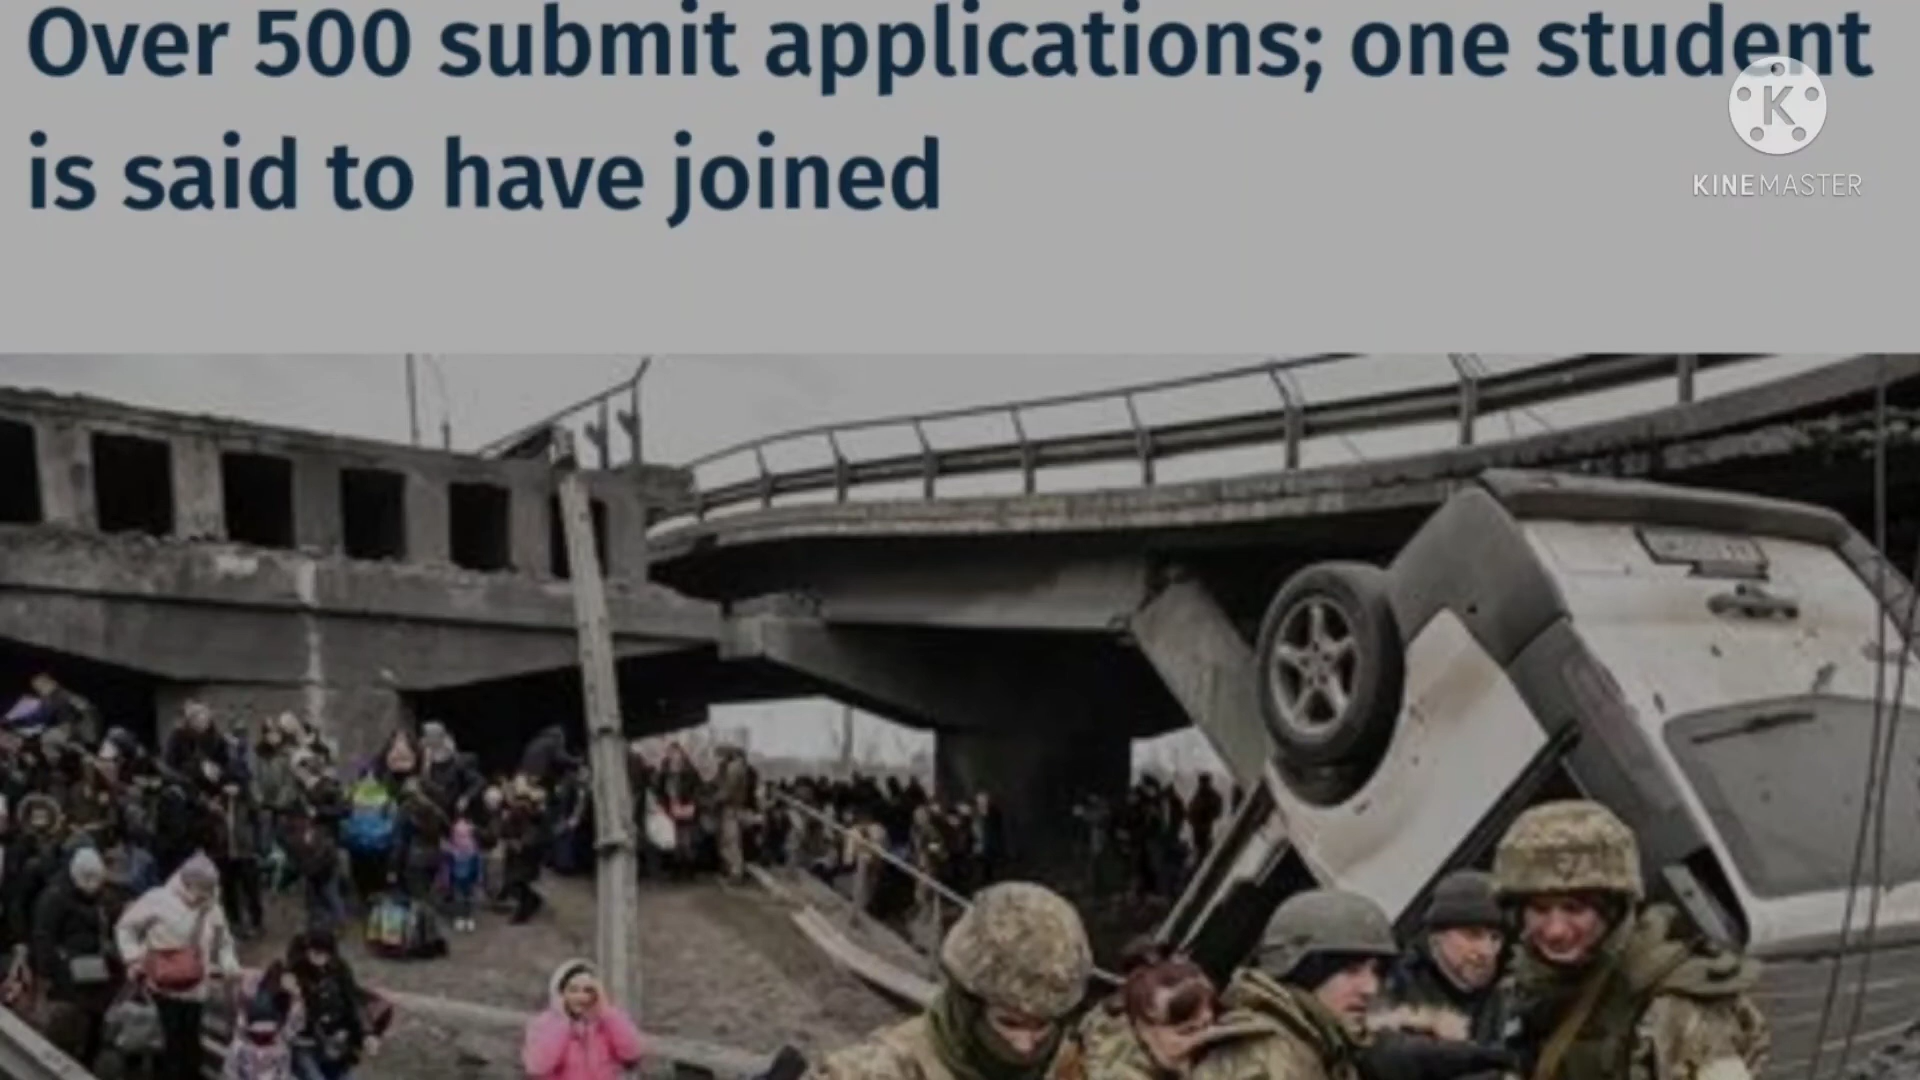 Over 500 submit applications; one student
is said to have joined
K
KINEMASTER